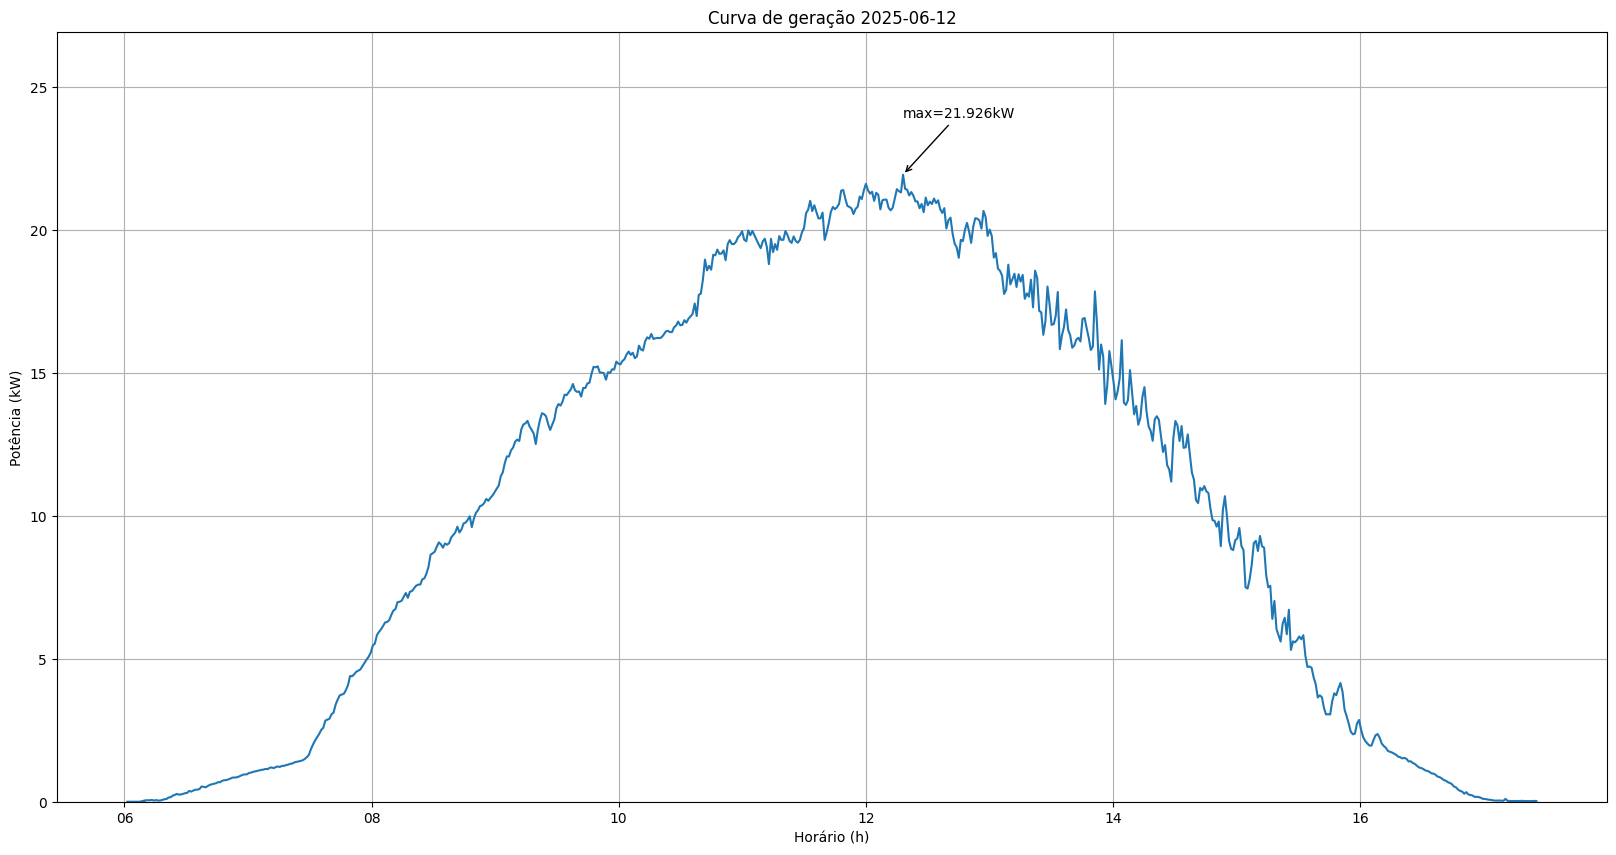 Curva de geração 2025-06-12
25
max=21.926kW
20
15
Potência (kW)
10
5
0
06 08 10 12 14 16
Horário (h)